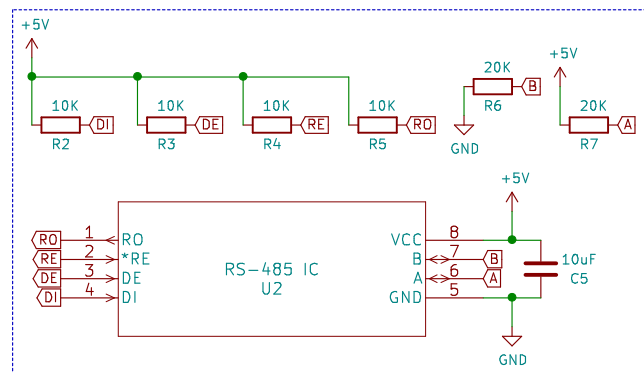 +5V
+5V
20K
B
R6
GND
10K
DI
R2
10K
DE
R3
10K
RE
R4
10K
RO
R5
20K
A
R7
+5V
RO 1 RO
RE 2 *RE
DE 3 DE
DI 4 DI
RS-485 IC
U2
VCC 8
B 7 B
A 6 A
GND 5
10uF
C5
GND